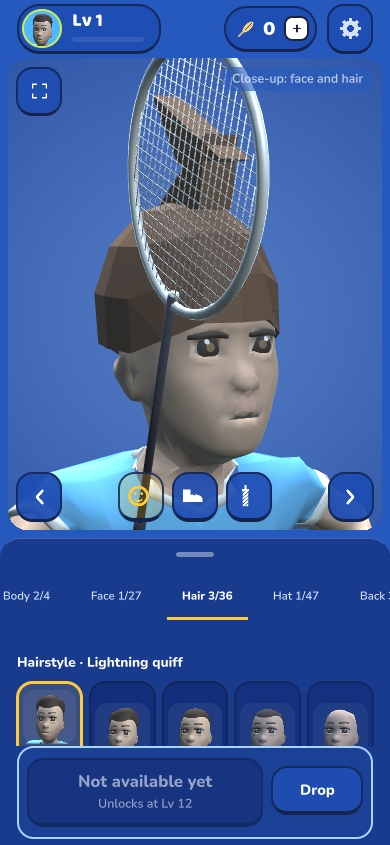 Lv 1
0
+
Close-up: face and hair
Body 2/4
Face 1/27
Hair 3/36
Hat 1/47
Back
Hairstyle · Lightning quiff
Not available yet
Unlocks at Lv 12
Drop